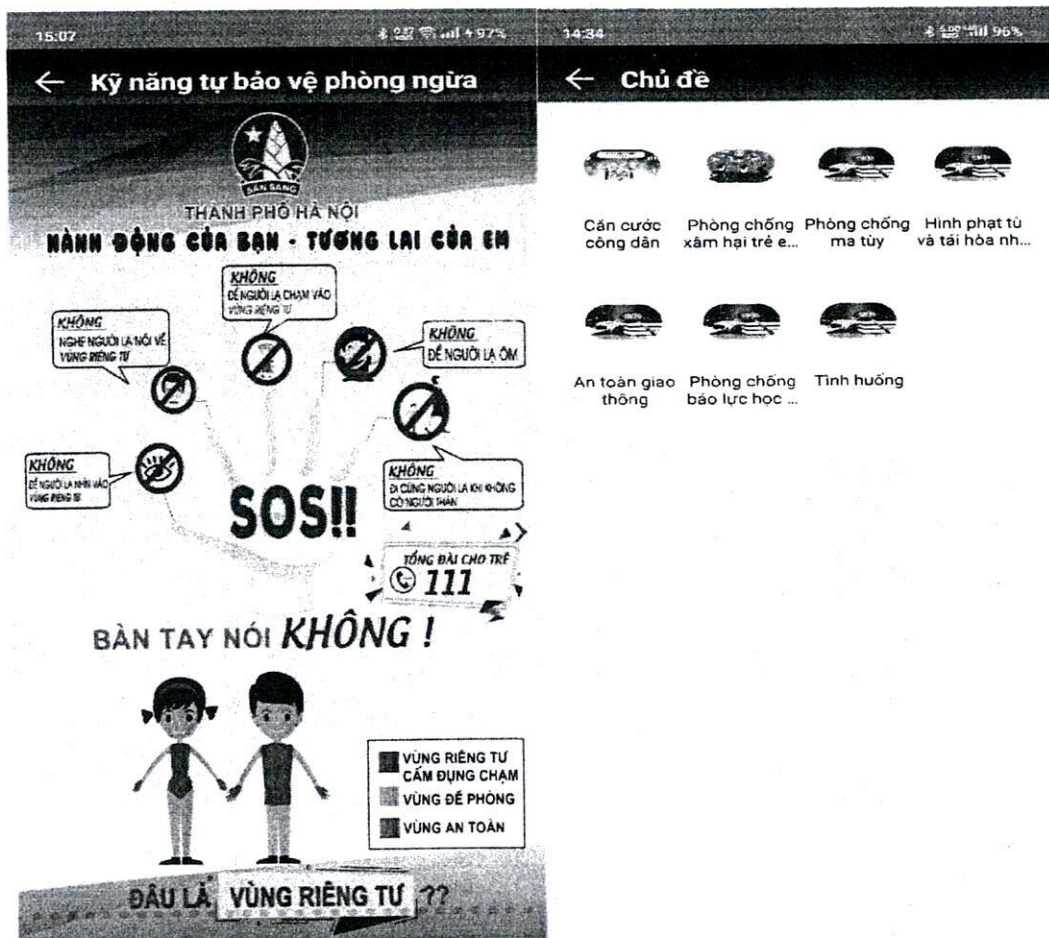 15:07
97%
← Kỹ năng tự bảo vệ phòng ngừa
SẴN SÀNG
THÀNH PHỐ HÀ NỘI
HÀNH ĐỘNG CỦA BẠN - TƯƠNG LAI CỦA EM
KHÔNG
ĐỂ NGƯỜI LẠ CHẠM VÀO
VÙNG RIÊNG TƯ
KHÔNG
NGHE NGƯỜI LẠ NÓI VỀ
VÙNG RIÊNG TƯ
KHÔNG
ĐỂ NGƯỜI LẠ ÔM
KHÔNG
ĐỂ NGƯỜI LẠ NHÌN VÀO
VÙNG RIÊNG TƯ
KHÔNG
ĐI CÙNG NGƯỜI LẠ KHI KHÔNG
CÓ NGƯỜI THÂN
SOS!!
TỔNG ĐÀI CHO TRẺ
111
BÀN TAY NÓI KHÔNG !
VÙNG RIÊNG TƯ
CẤM ĐỤNG CHẠM
VÙNG ĐỀ PHÒNG
VÙNG AN TOÀN
ĐÂU LÀ VÙNG RIÊNG TƯ ??
14:34
96%
← Chủ đề
Căn cước
công dân
Phòng chống
xâm hại trẻ e...
Phòng chống
ma túy
Hình phạt tù
và tái hòa nh...
An toàn giao
thông
Phòng chống
bạo lực học ...
Tình huống